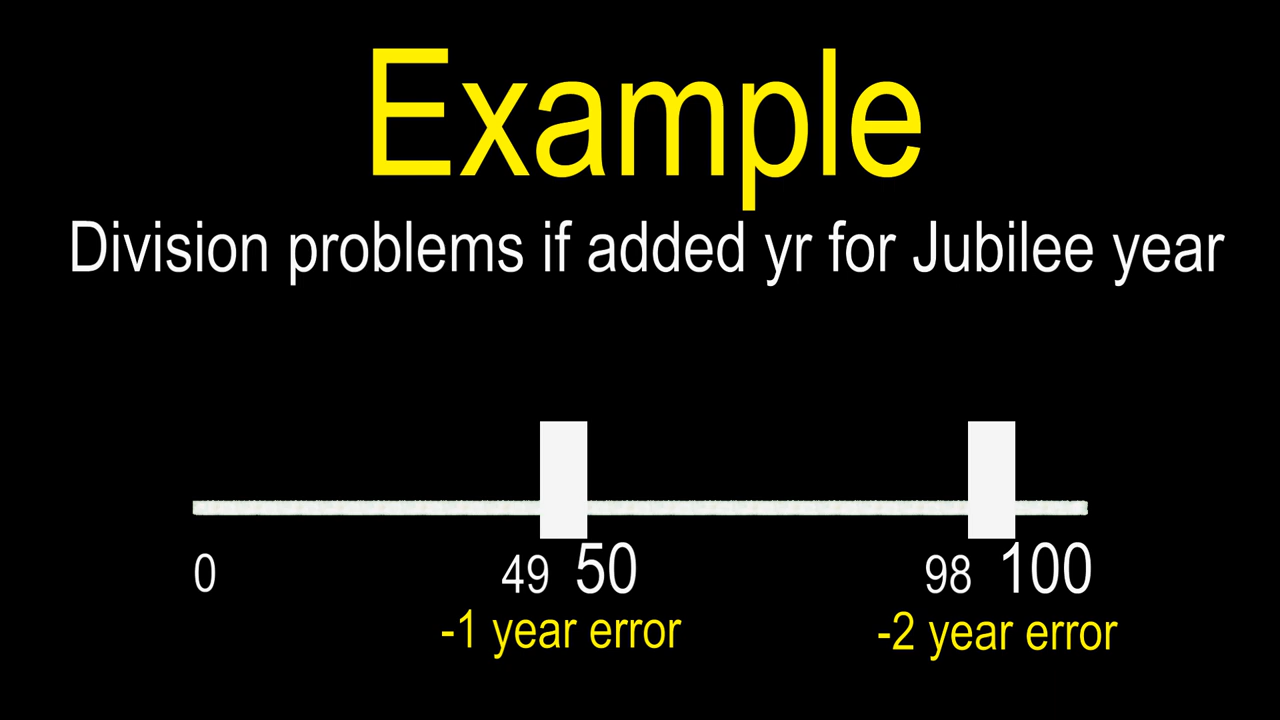 Example
Division problems if added yr for Jubilee year
0 49 50 98 100
-1 year error -2 year error